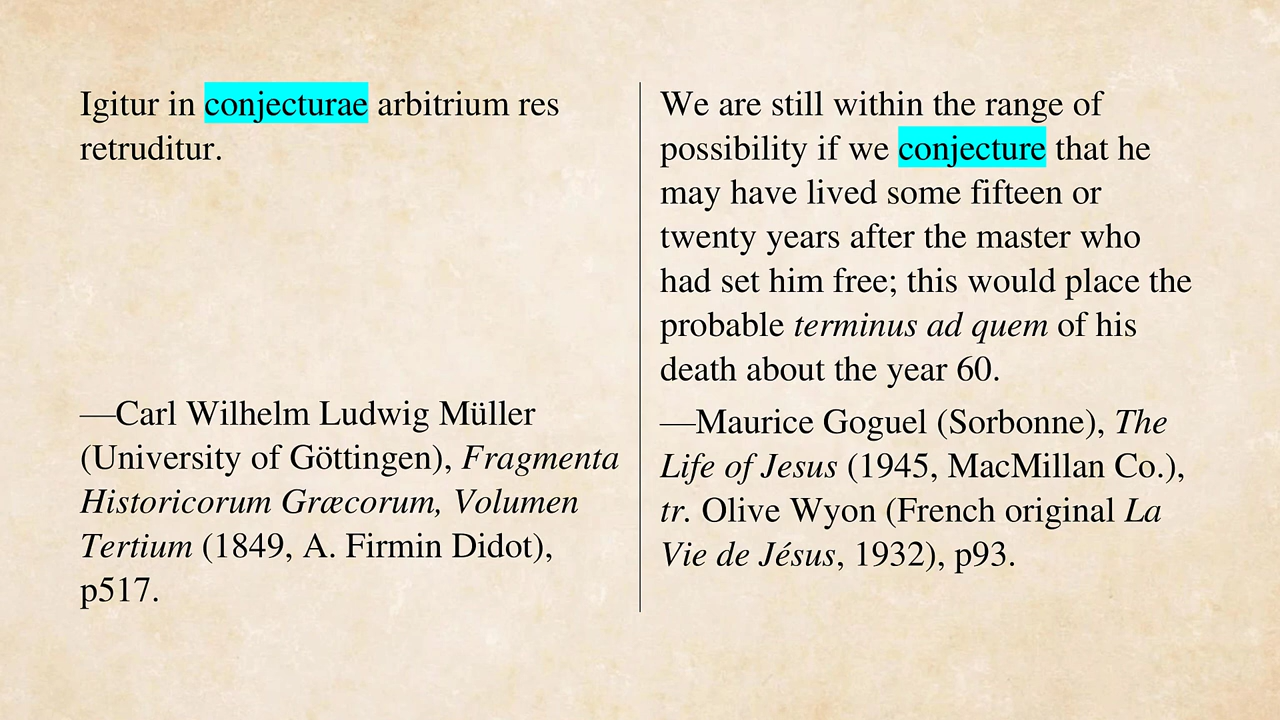 Igitur in conjecturae arbitrium res
retruditur.
—Carl Wilhelm Ludwig Müller
(University of Göttingen), Fragmenta
Historicorum Græcorum, Volumen
Tertium (1849, A. Firmin Didot),
p517.
We are still within the range of
possibility if we conjecture that he
may have lived some fifteen or
twenty years after the master who
had set him free; this would place the
probable terminus ad quem of his
death about the year 60.
—Maurice Goguel (Sorbonne), The
Life of Jesus (1945, MacMillan Co.),
tr. Olive Wyon (French original La
Vie de Jésus, 1932), p93.